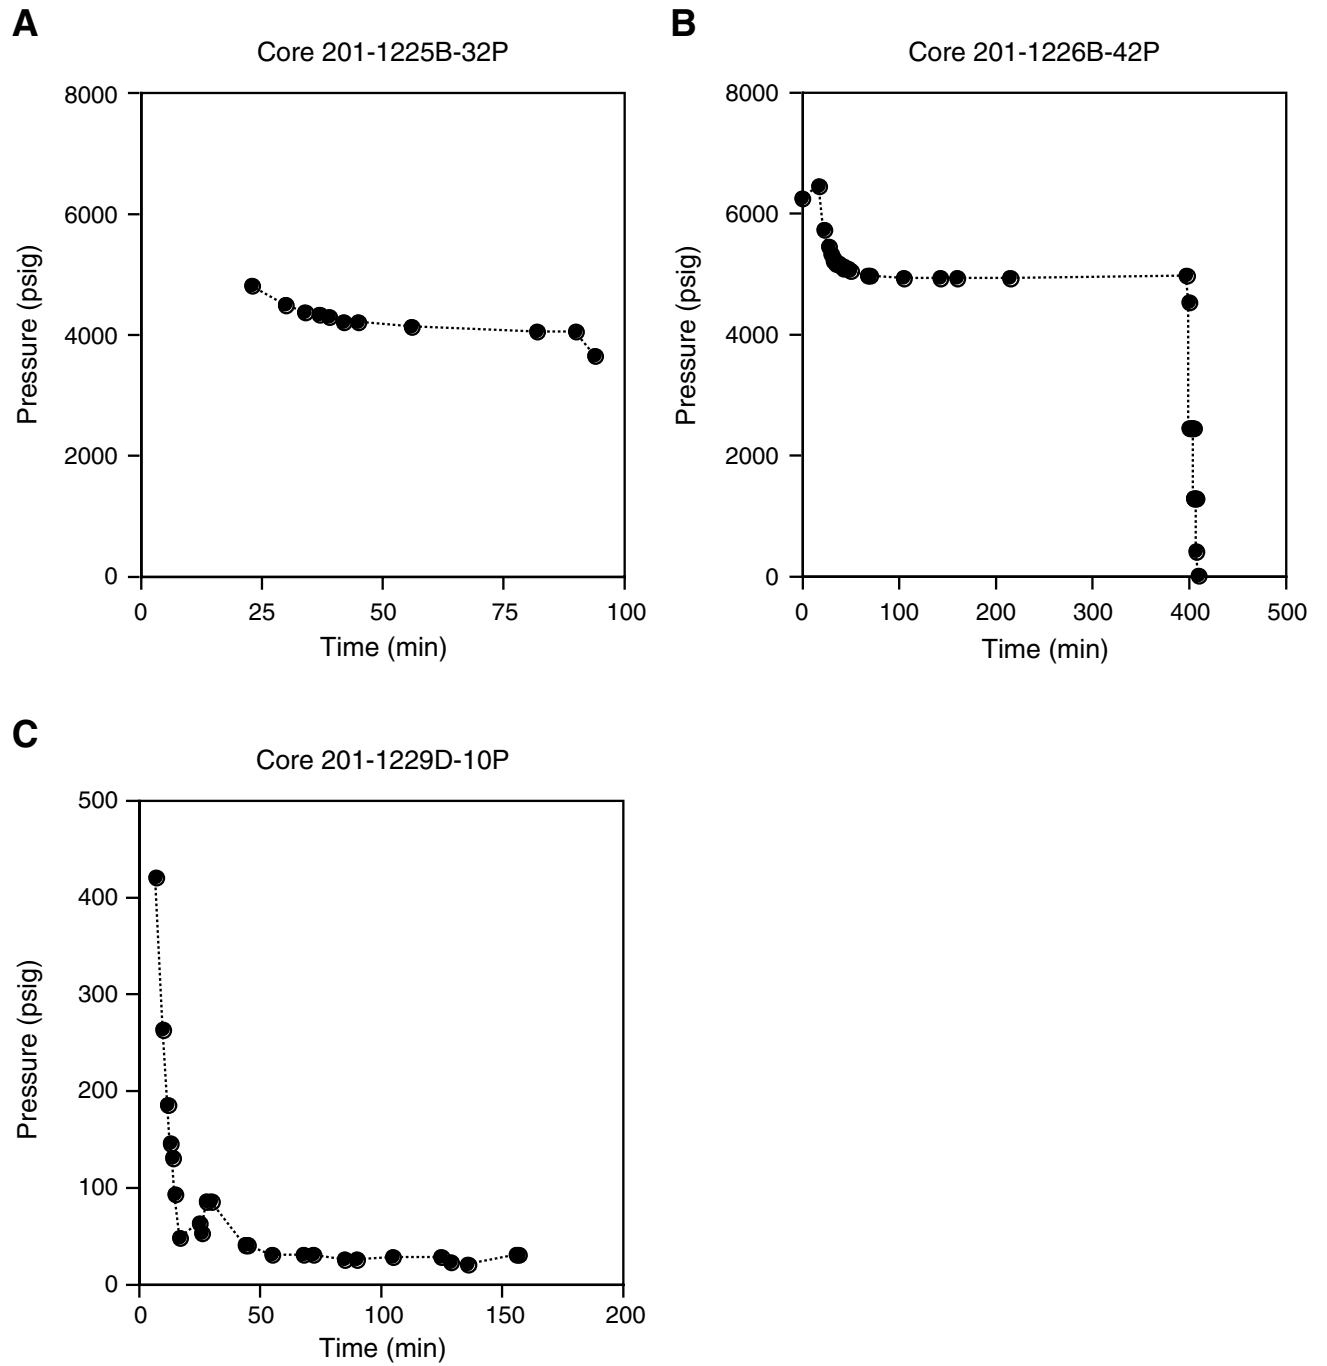 A
Core 201-1225B-32P
8000
6000
4000
2000
0
Pressure (psig)
0 25 50 75 100
Time (min)
B
Core 201-1226B-42P
8000
6000
4000
2000
0
Pressure (psig)
0 100 200 300 400 500
Time (min)
C
Core 201-1229D-10P
500
400
300
200
100
0
Pressure (psig)
0 50 100 150 200
Time (min)